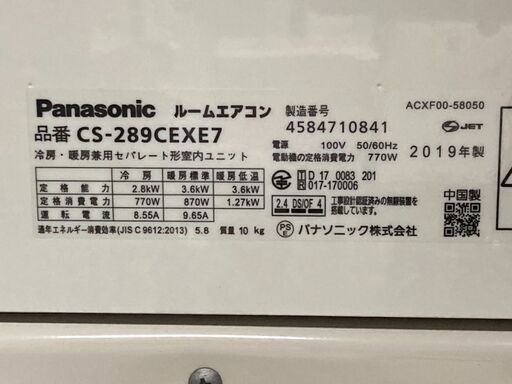 Panasonic ルームエアコン
品番 CS-289CEXE7
冷房・暖房兼用セパレート形室内ユニット
製造番号
4584710841
ACXF00-58050
JET
電源 100V 50/60Hz
電動機の定格消費電力 770W
2019年製
冷房 暖房標準 暖房低温
定格能力 2.8kW 3.6kW 3.6kW
定格消費電力 770W 870W 1.27kW
運転電流 8.55A 9.65A
通年エネルギー消費効率(JIS C 9612:2013) 5.8 質量 10 kg
T D 17 0083 201
R 017-170006
2.4 DS/OF 4
工事設計認証済みの無線装置を
搭載しています。
中国製
PS
E
パナソニック株式会社